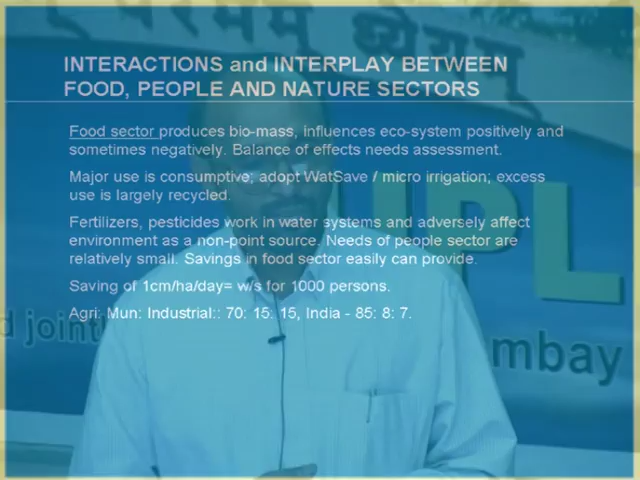 INTERACTIONS and INTERPLAY BETWEEN
FOOD, PEOPLE AND NATURE SECTORS
Food sector produces bio-mass, influences eco-system positively and
sometimes negatively. Balance of effects needs assessment.
Major use is consumptive; adopt WatSave / micro irrigation; excess
use is largely recycled.
Fertilizers, pesticides work in water systems and adversely affect
environment as a non-point source. Needs of people sector are
relatively small. Savings in food sector easily can provide.
Saving of 1cm/ha/day= w/s for 1000 persons.
Agri: Mun: Industrial:: 70: 15: 15, India - 85: 8: 7.
PL
d joint
mbay